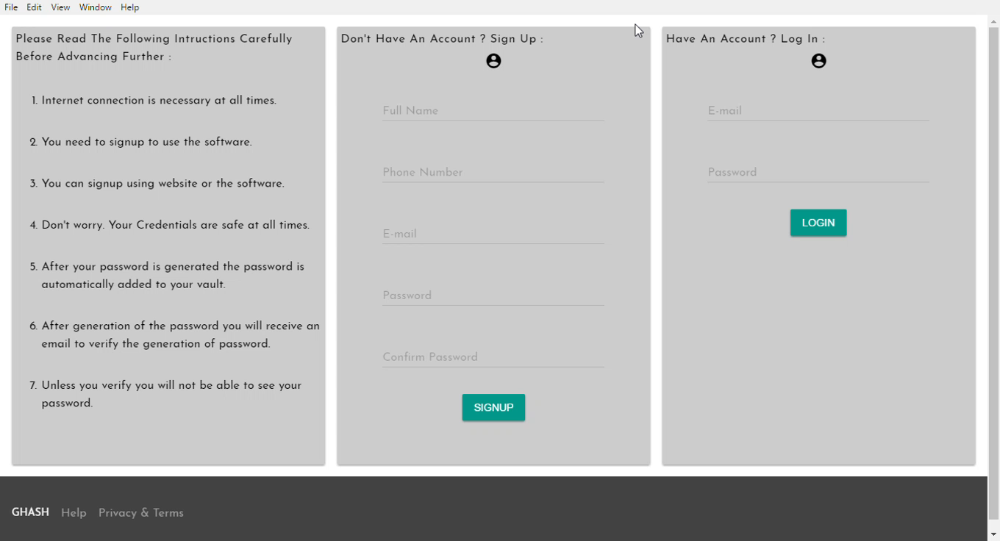 File Edit View Window Help
Please Read The Following Intructions Carefully
Before Advancing Further :
1. Internet connection is necessary at all times.
2. You need to signup to use the software.
3. You can signup using website or the software.
4. Don't worry. Your Credentials are safe at all times.
5. After your password is generated the password is
automatically added to your vault.
6. After generation of the password you will receive an
email to verify the generation of password.
7. Unless you verify you will not be able to see your
password.
Don't Have An Account ? Sign Up :
Full Name
Phone Number
E-mail
Password
Confirm Password
SIGNUP
Have An Account ? Log In :
E-mail
Password
LOGIN
GHASH Help Privacy & Terms